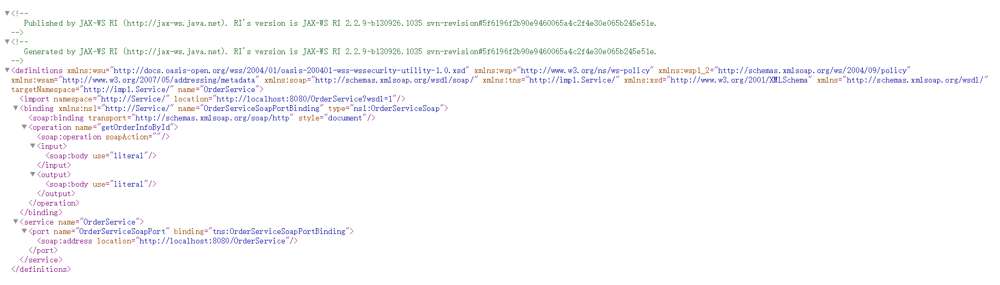 <!--
Published by JAX-WS RI (http://jax-ws.java.net). RI's version is JAX-WS RI 2.2.9-b130926.1035 svn-revision#5f6196f2b90e9460065a4c2f4e30e065b245e51e.
-->
<!--
Generated by JAX-WS RI (http://jax-ws.java.net). RI's version is JAX-WS RI 2.2.9-b130926.1035 svn-revision#5f6196f2b90e9460065a4c2f4e30e065b245e51e.
-->
<definitions xmlns:wsu="http://docs.oasis-open.org/wss/2004/01/oasis-200401-wss-wssecurity-utility-1.0.xsd" xmlns:wsp="http://www.w3.org/ns/ws-policy" xmlns:wsp1_2="http://schemas.xmlsoap.org/ws/2004/09/policy"
xmlns:wsam="http://www.w3.org/2007/05/addressing/metadata" xmlns:soap="http://schemas.xmlsoap.org/wsdl/soap/" xmlns:tns="http://impl.Service/" xmlns:xsd="http://www.w3.org/2001/XMLSchema" xmlns="http://schemas.xmlsoap.org/wsdl/"
targetNamespace="http://impl.Service/" name="OrderService">
<import namespace="http://Service/" location="http://localhost:8080/OrderService?wsdl=1"/>
<binding xmlns:ns1="http://Service/" name="OrderServiceSoapPortBinding" type="ns1:OrderServiceSoap">
<soap:binding transport="http://schemas.xmlsoap.org/soap/http" style="document"/>
<operation name="getOrderInfoById">
<soap:operation soapAction=""/>
<input>
<soap:body use="literal"/>
</input>
<output>
<soap:body use="literal"/>
</output>
</operation>
</binding>
<service name="OrderService">
<port name="OrderServiceSoapPort" binding="tns:OrderServiceSoapPortBinding">
<soap:address location="http://localhost:8080/OrderService"/>
</port>
</service>
</definitions>